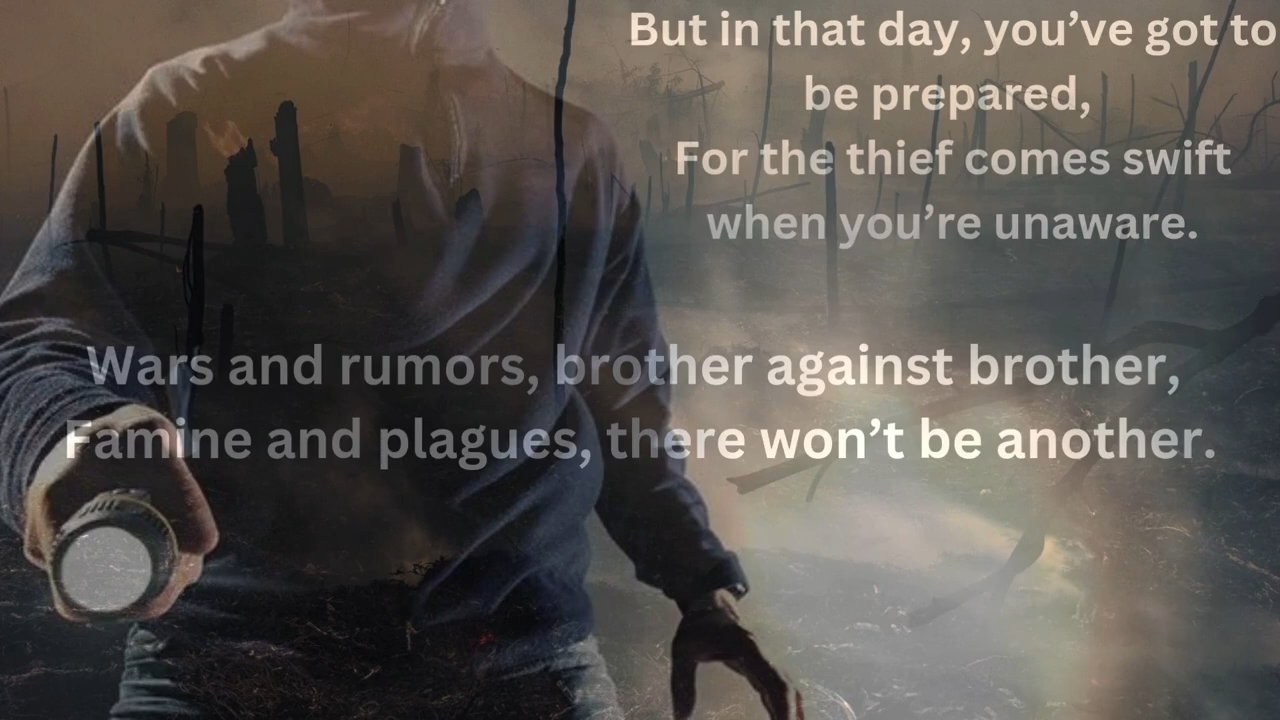 But in that day, you’ve got to
be prepared,
For the thief comes swift
when you’re unaware.
Wars and rumors, brother against brother,
Famine and plagues, there won’t be another.